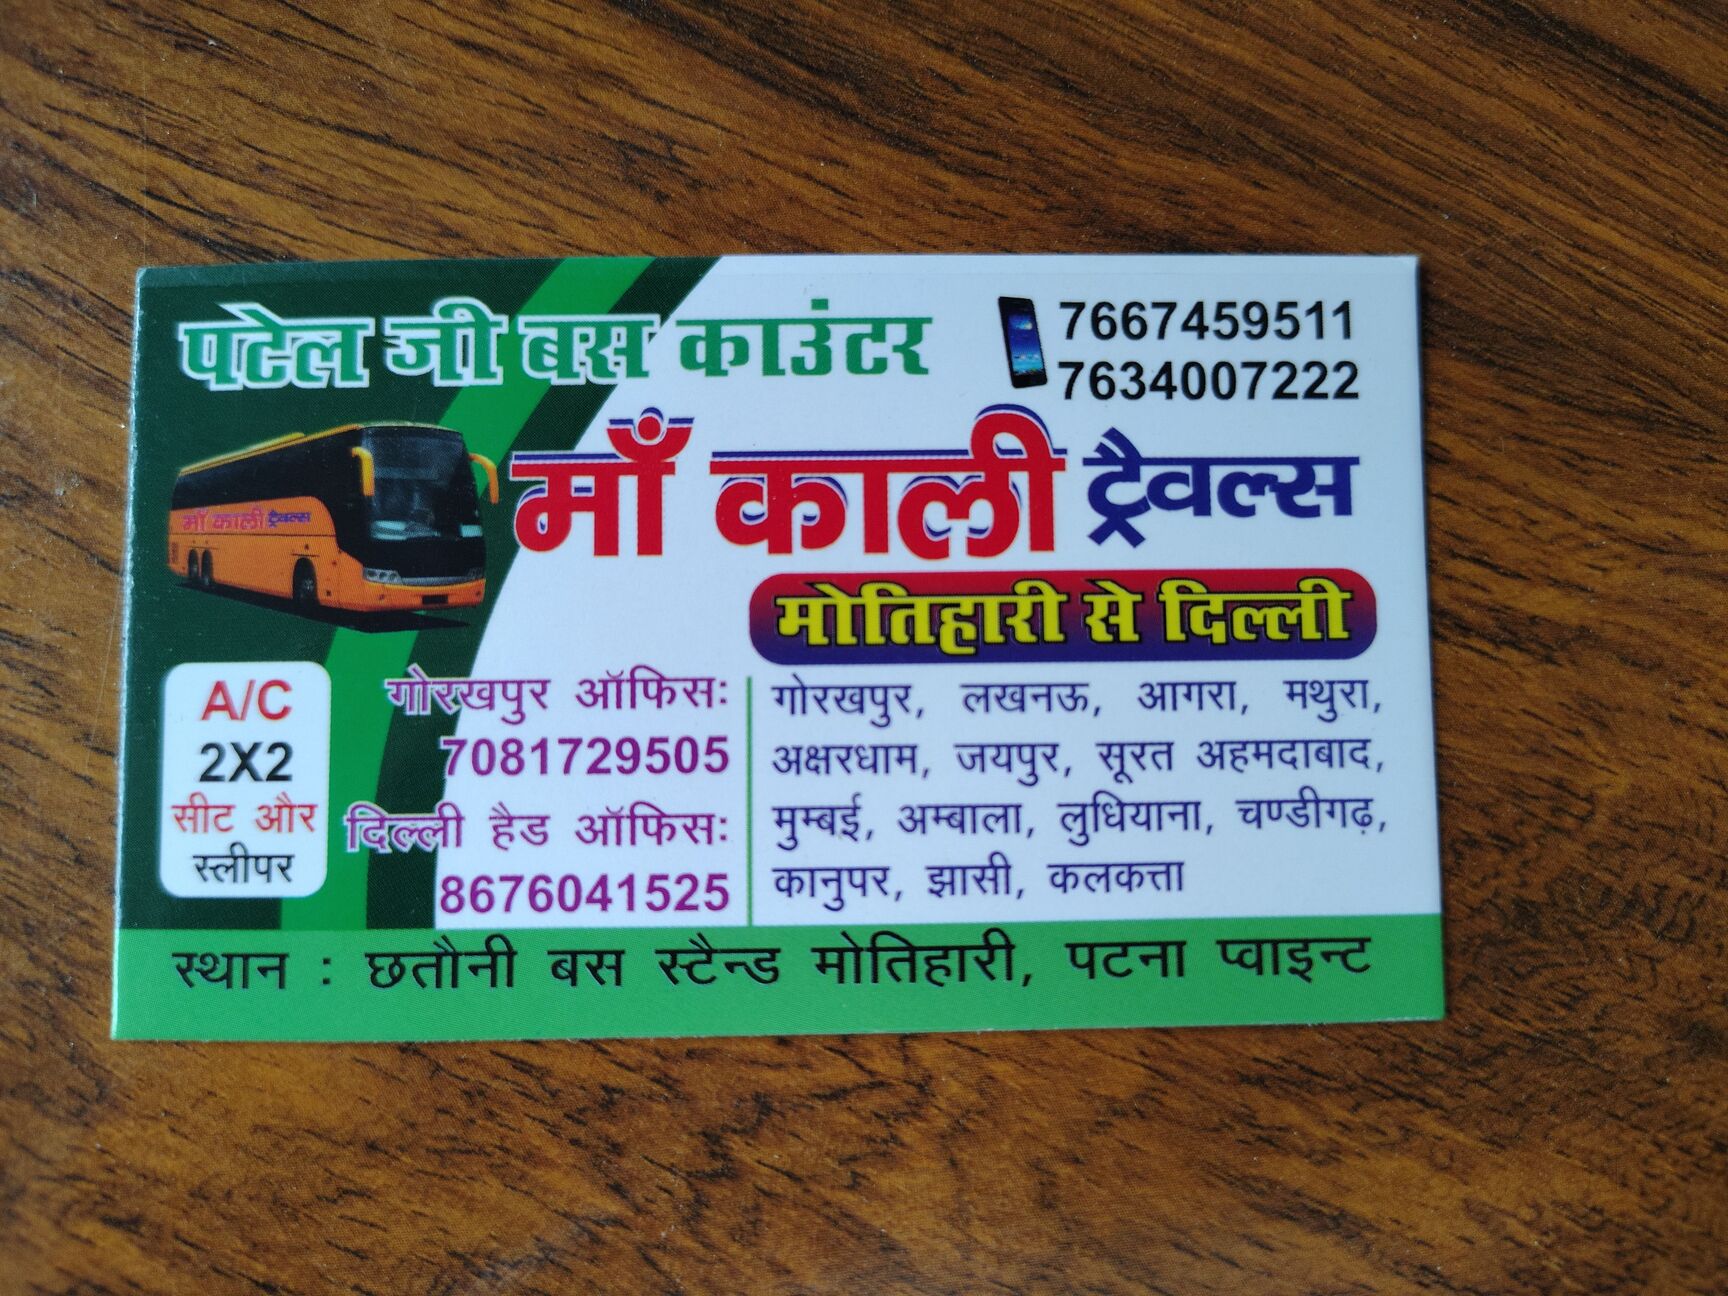 पटेल जी बस काउंटर
7667459511
7634007222
माँ काली ट्रैवल्स
माँ काली ट्रैवल्स
मोतिहारी से दिल्ली
A/C
2X2
सीट और
स्लीपर
गोरखपुर ऑफिसः
7081729505
दिल्ली हैड ऑफिसः
8676041525
गोरखपुर, लखनऊ, आगरा, मथुरा,
अक्षरधाम, जयपुर, सूरत अहमदाबाद,
मुम्बई, अम्बाला, लुधियाना, चण्डीगढ़,
कानुपर, झासी, कलकत्ता
स्थान : छतौनी बस स्टैन्ड मोतिहारी, पटना प्वाइन्ट